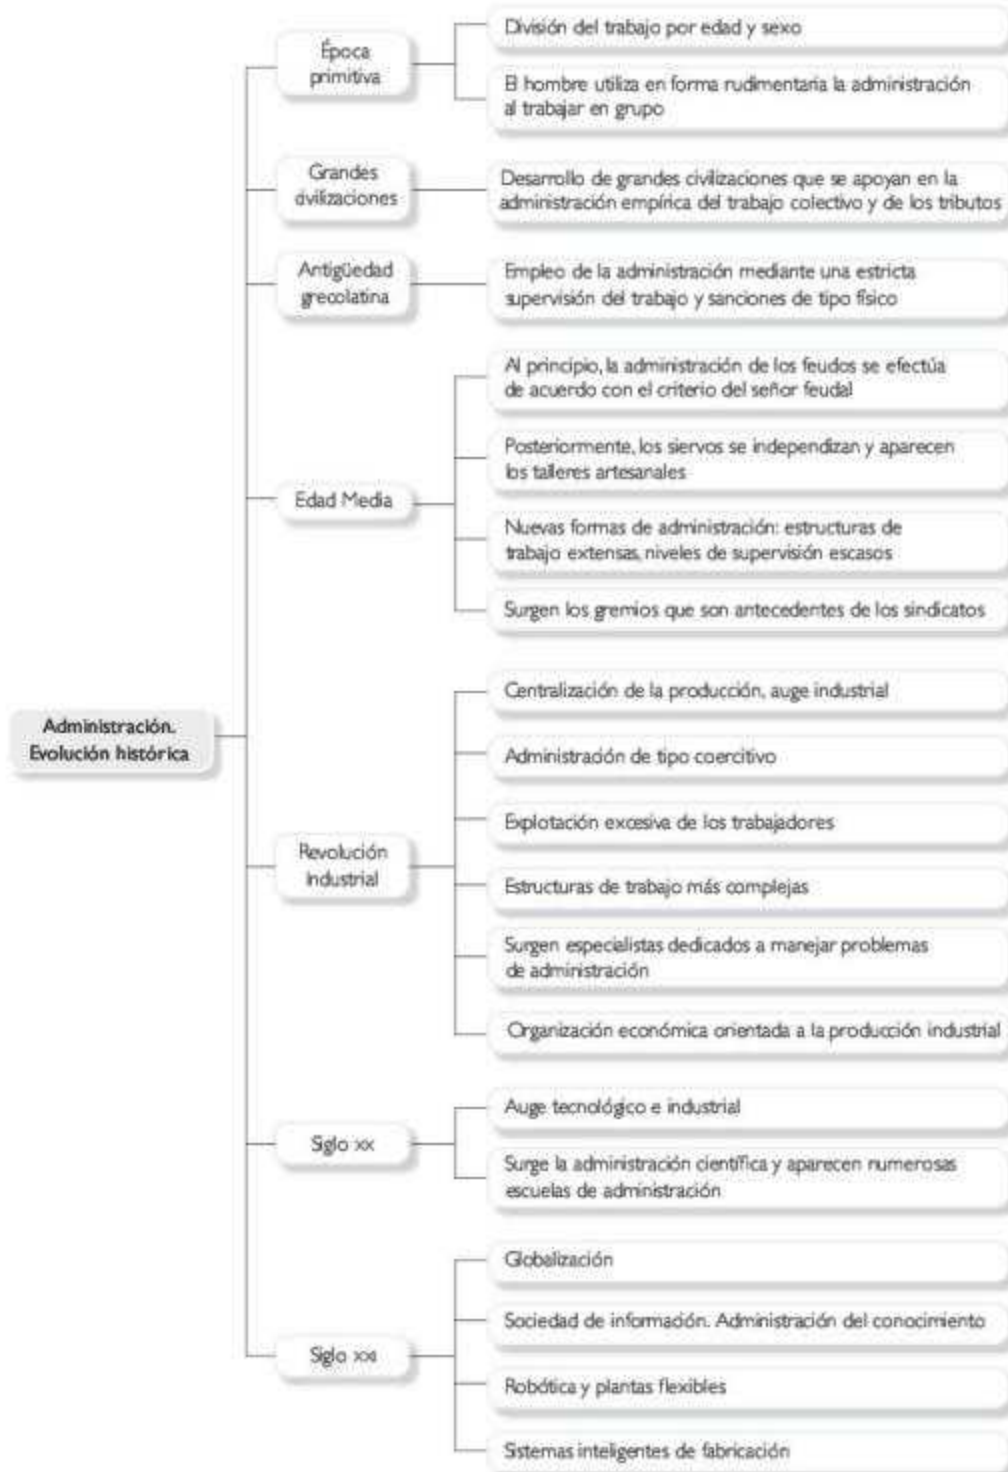 Administración.
Evolución histórica
Época
primitiva
División del trabajo por edad y sexo
El hombre utiliza en forma rudimentaria la administración
al trabajar en grupo
Grandes
civilizaciones
Desarrollo de grandes civilizaciones que se apoyan en la
administración empírica del trabajo colectivo y de los tributos
Antigüedad
grecolatina
Empleo de la administración mediante una estricta
supervisión del trabajo y sanciones de tipo físico
Edad Media
Al principio, la administración de los feudos se efectúa
de acuerdo con el criterio del señor feudal
Posteriormente, los siervos se independizan y aparecen
los talleres artesanales
Nuevas formas de administración: estructuras de
trabajo extensas, niveles de supervisión escasos
Surgen los gremios que son antecedentes de los sindicatos
Revolución
Industrial
Centralización de la producción, auge industrial
Administración de tipo coercitivo
Explotación excesiva de los trabajadores
Estructuras de trabajo más complejas
Surgen especialistas dedicados a manejar problemas
de administración
Organización económica orientada a la producción industrial
Siglo xx
Auge tecnológico e industrial
Surge la administración científica y aparecen numerosas
escuelas de administración
Siglo xxi
Globalización
Sociedad de información. Administración del conocimiento
Robótica y plantas flexibles
Sistemas inteligentes de fabricación